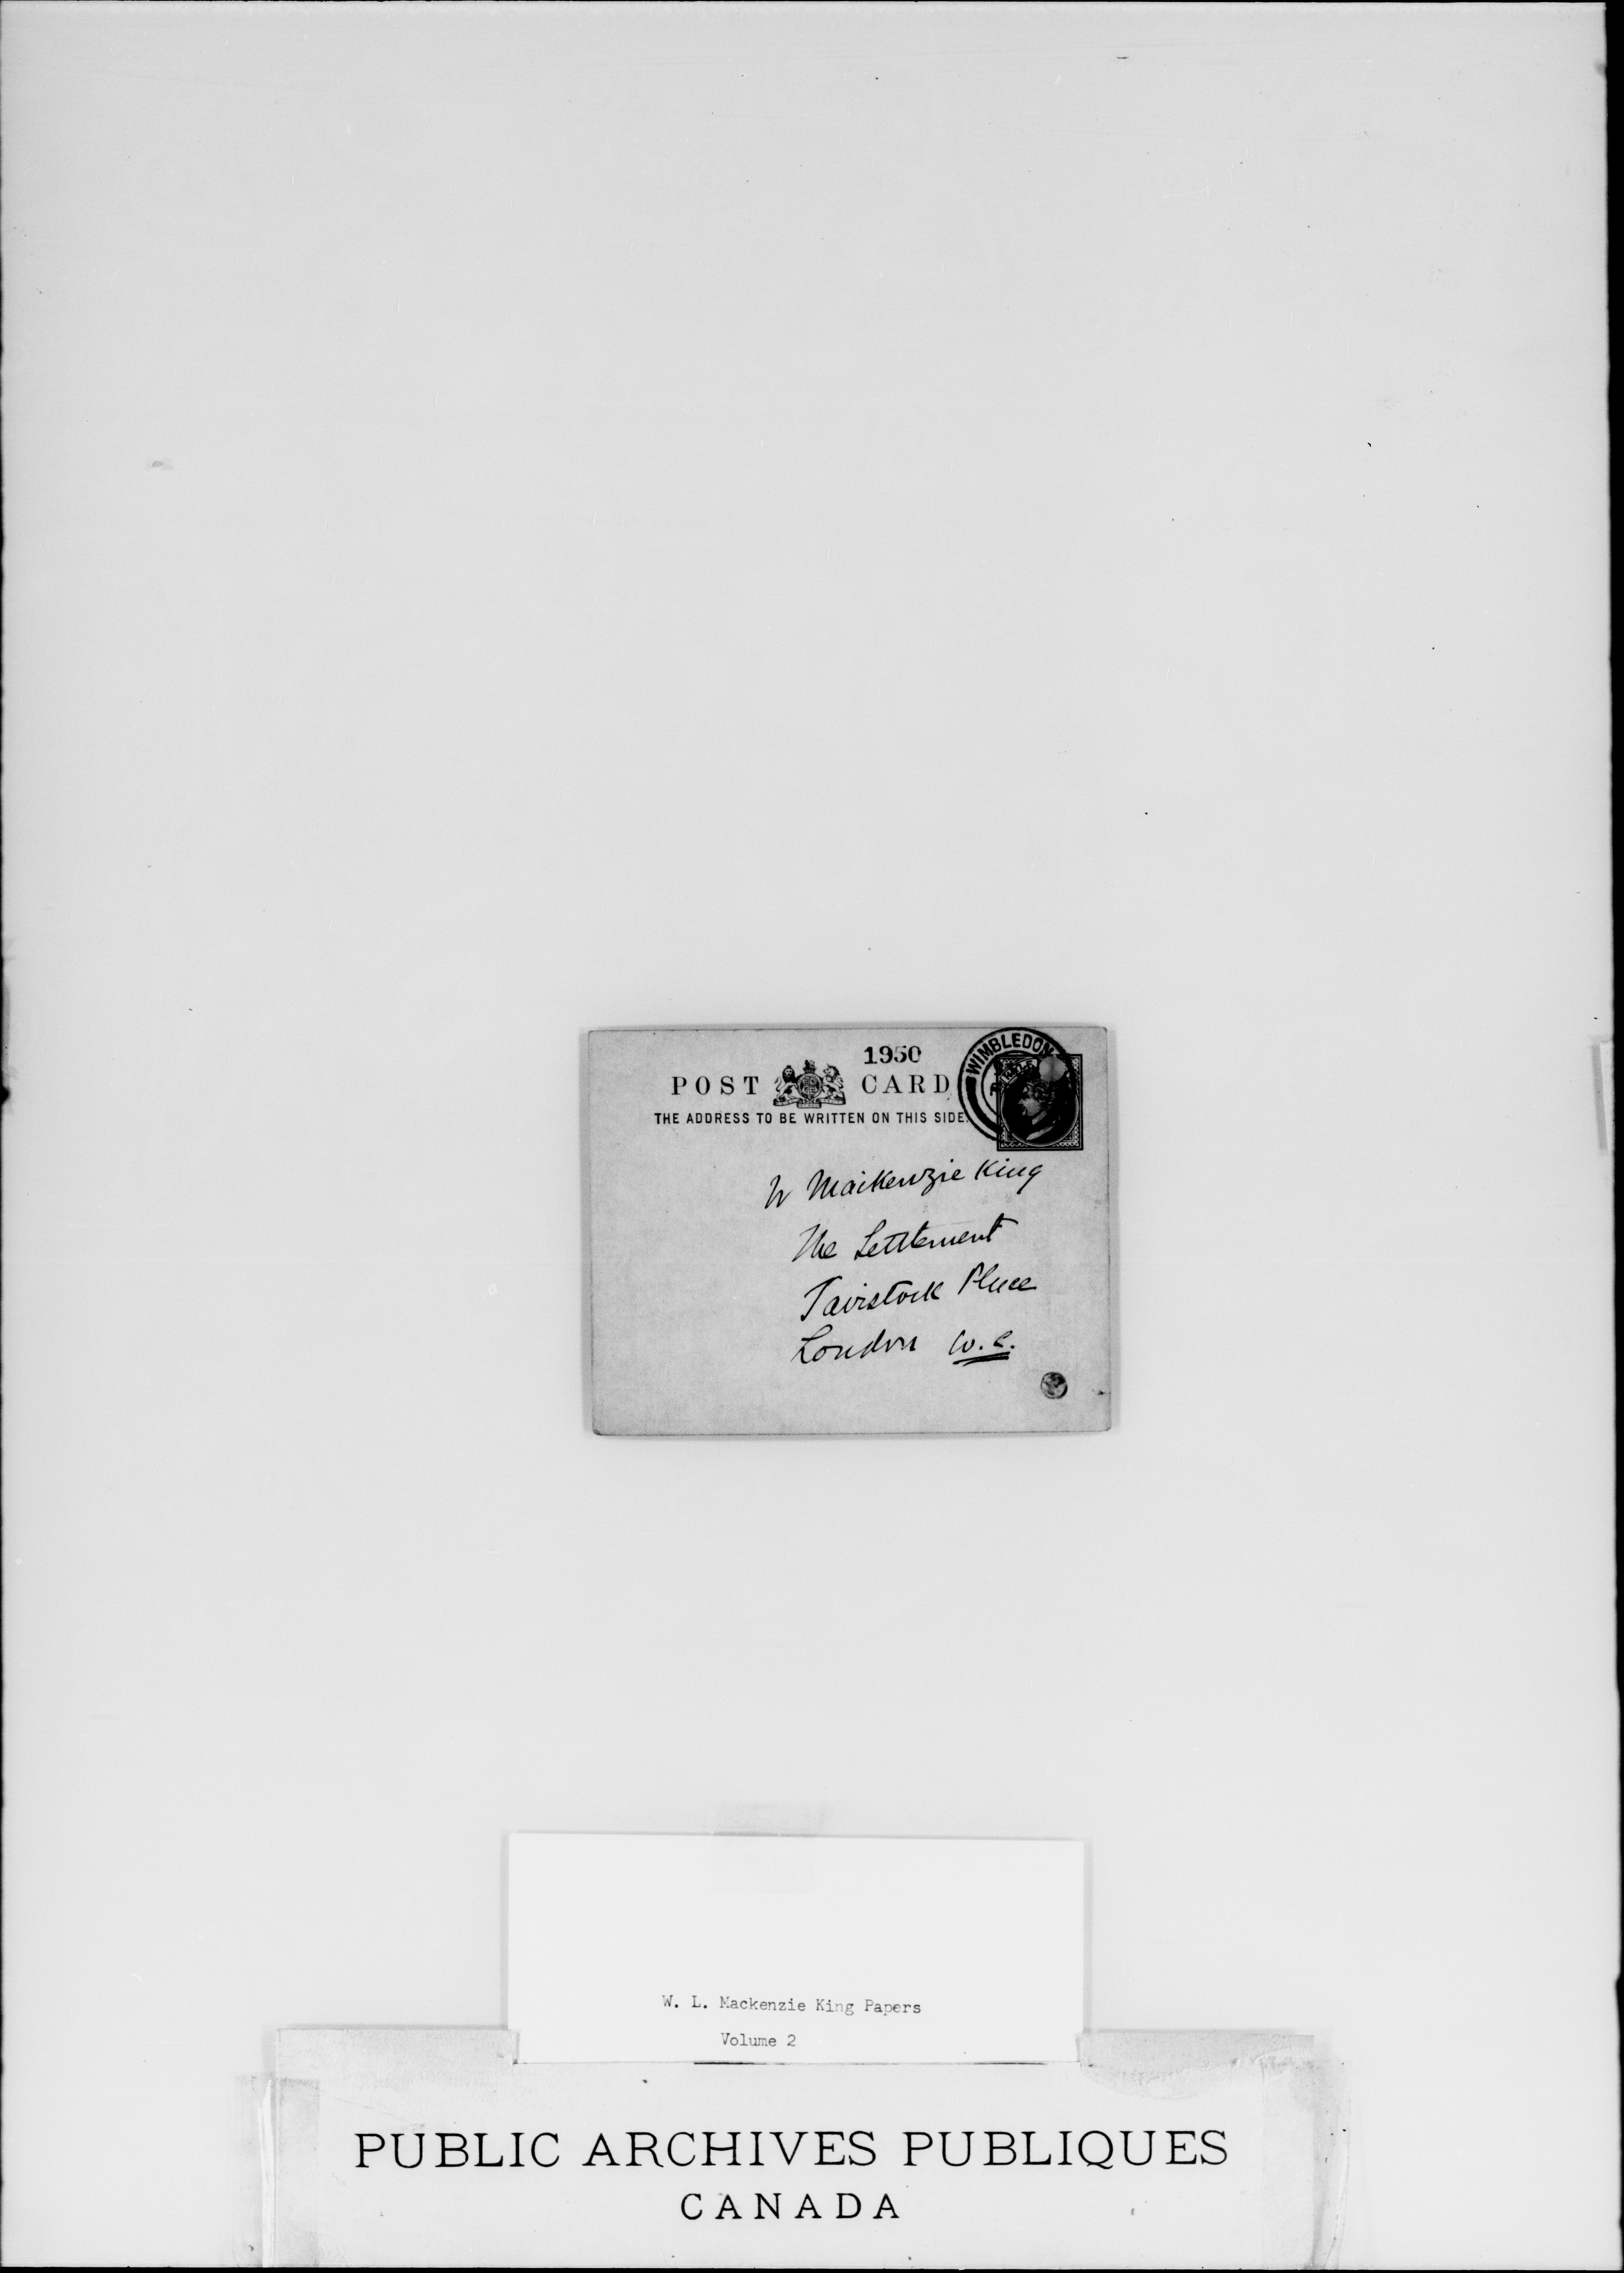 1950
POST CARD
THE ADDRESS TO BE WRITTEN ON THIS SIDE.
WIMBLEDON
W Mackenzie King
The Settlement
Tavistock Place
London W.C.
W. L. Mackenzie King Papers
Volume 2
PUBLIC ARCHIVES PUBLIQUES
CANADA